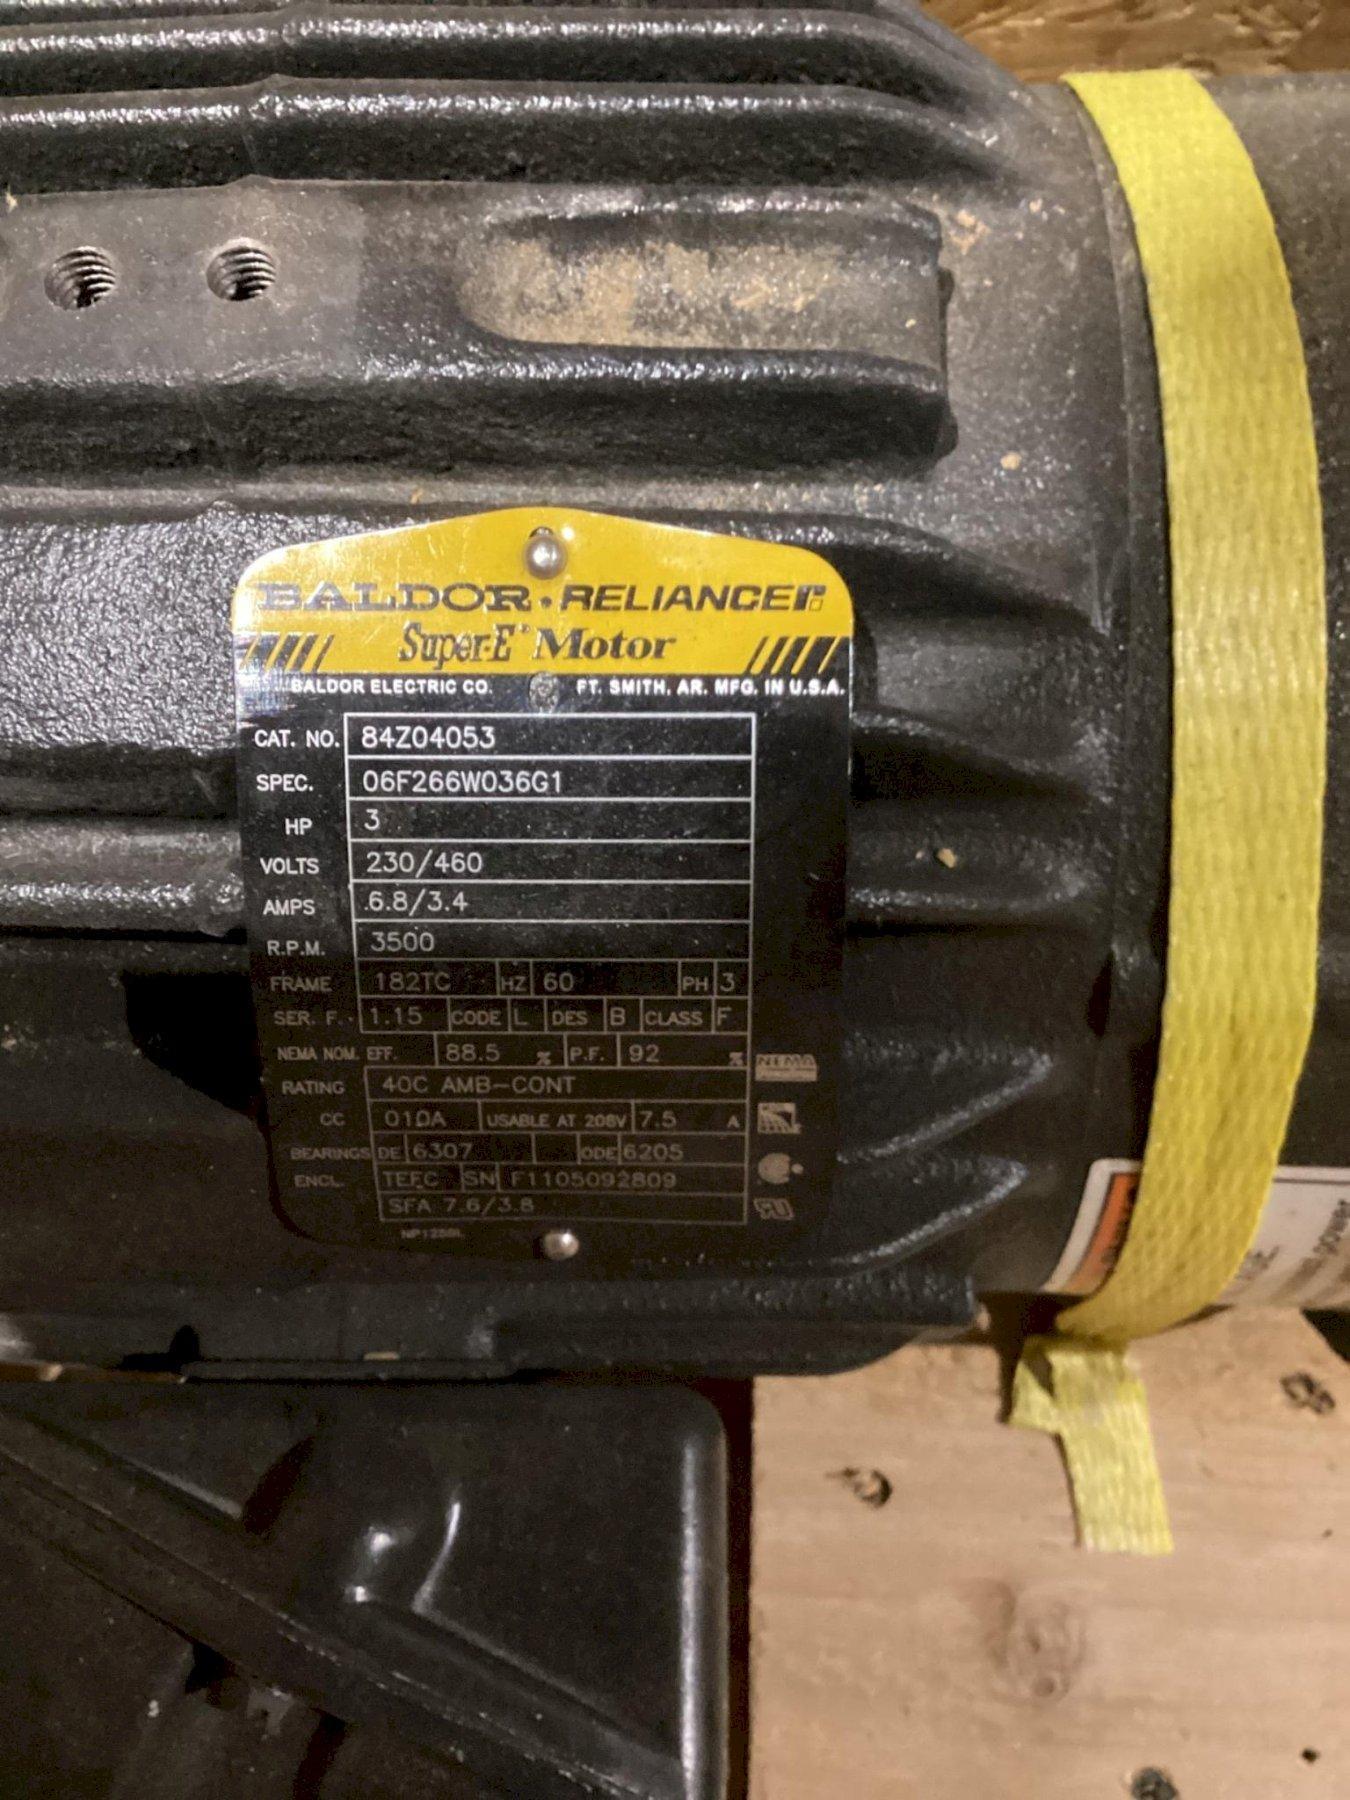 BALDOR · RELIANCE
Super-E® Motor
BALDOR ELECTRIC CO. FT. SMITH, AR. MFG. IN U.S.A.
CAT. NO. 84Z04053
SPEC. 06F266W036G1
HP 3
VOLTS 230/460
AMPS 6.8/3.4
R.P.M. 3500
FRAME 182TC HZ 60 PH 3
SER. F. 1.15 CODE L DES B CLASS F
NEMA NOM. EFF. 88.5 % P.F. 92 %
NEMA
RATING 40C AMB-CONT
CC 010A USABLE AT 208V 7.5 A
BEARINGS DE 6307 ODE 6205
ENCL. TEFC SN F1105092809
SFA 7.6/3.8
power